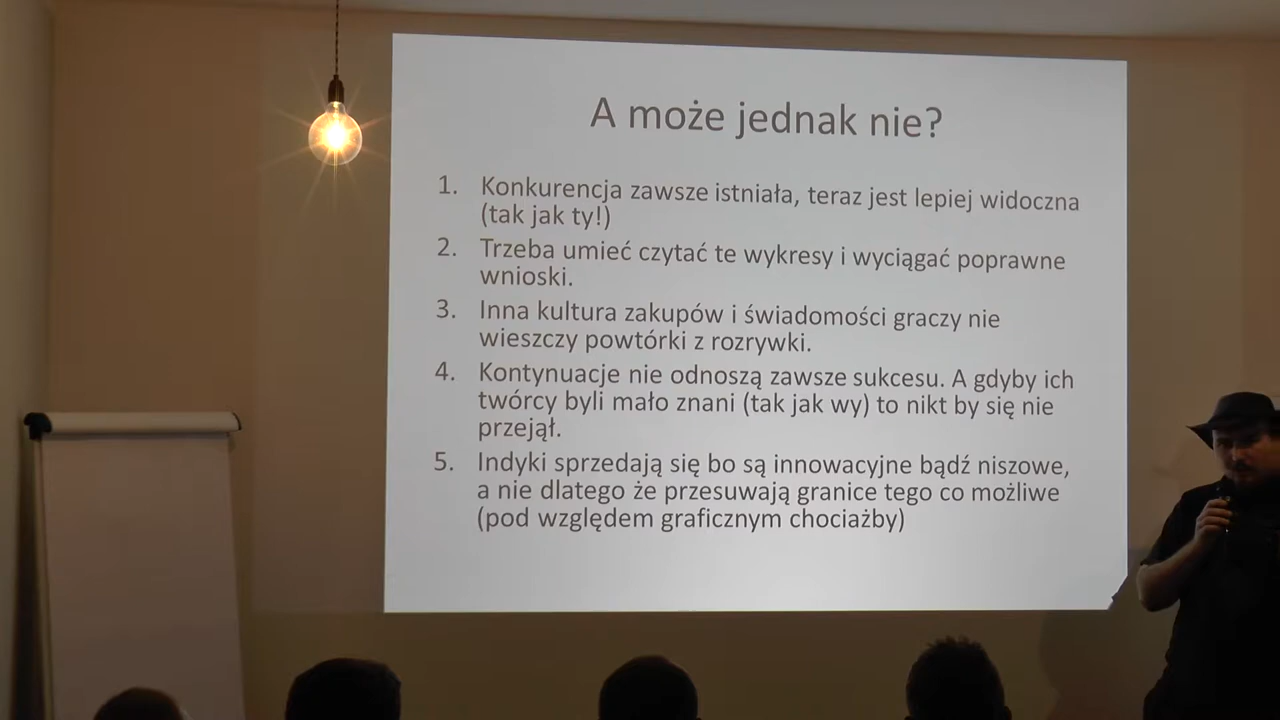 A może jednak nie?
1. Konkurencja zawsze istniała, teraz jest lepiej widoczna
(tak jak ty!)
2. Trzeba umieć czytać te wykresy i wyciągać poprawne
wnioski.
3. Inna kultura zakupów i świadomości graczy nie
wieszczy powtórki z rozrywki.
4. Kontynuacje nie odnoszą zawsze sukcesu. A gdyby ich
twórcy byli mało znani (tak jak wy) to nikt by się nie
przejął.
5. Indyki sprzedają się bo są innowacyjne bądź niszowe,
a nie dlatego że przesuwają granice tego co możliwe
(pod względem graficznym chociażby)